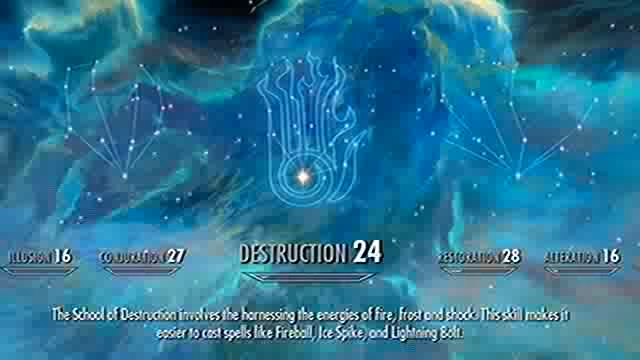 ILLUSION 16 CONJURATION 27 DESTRUCTION 24 RESTORATION 28 ALTERATION 16
The School of Destruction involves the harnessing the energies of fire, frost and shock. This skill makes it
easier to cast spells like Fireball, Ice Spike, and Lightning Bolt.